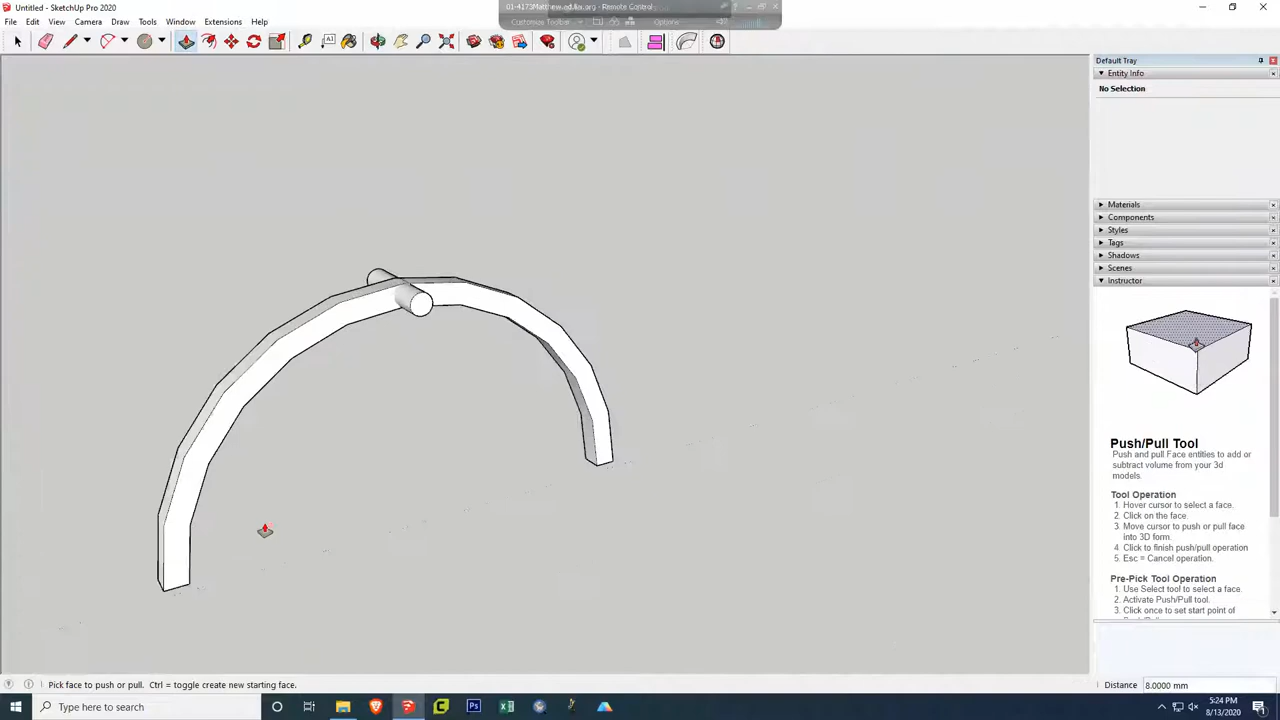 Untitled - SketchUp Pro 2020
Remote Control
File Edit View Camera Draw Tools Window Extensions Help
Customize Toolbar
Options
Default Tray
Entity Info
No Selection
Materials
Components
Styles
Tags
Shadows
Scenes
Instructor
Push/Pull Tool
Push and pull Face entities to add or
subtract volume from your 3d
models.
Tool Operation
1. Hover cursor to select a face.
2. Click on the face.
3. Move cursor to push or pull face
into 3D form.
4. Click to finish push/pull operation
5. Esc = Cancel operation.
Pre-Pick Tool Operation
1. Use Select tool to select a face.
2. Activate Push/Pull tool.
3. Click once to set start point of
Pick face to push or pull. Ctrl = toggle create new starting face.
Distance 8.0000 mm
Type here to search
5:24 PM
8/13/2020